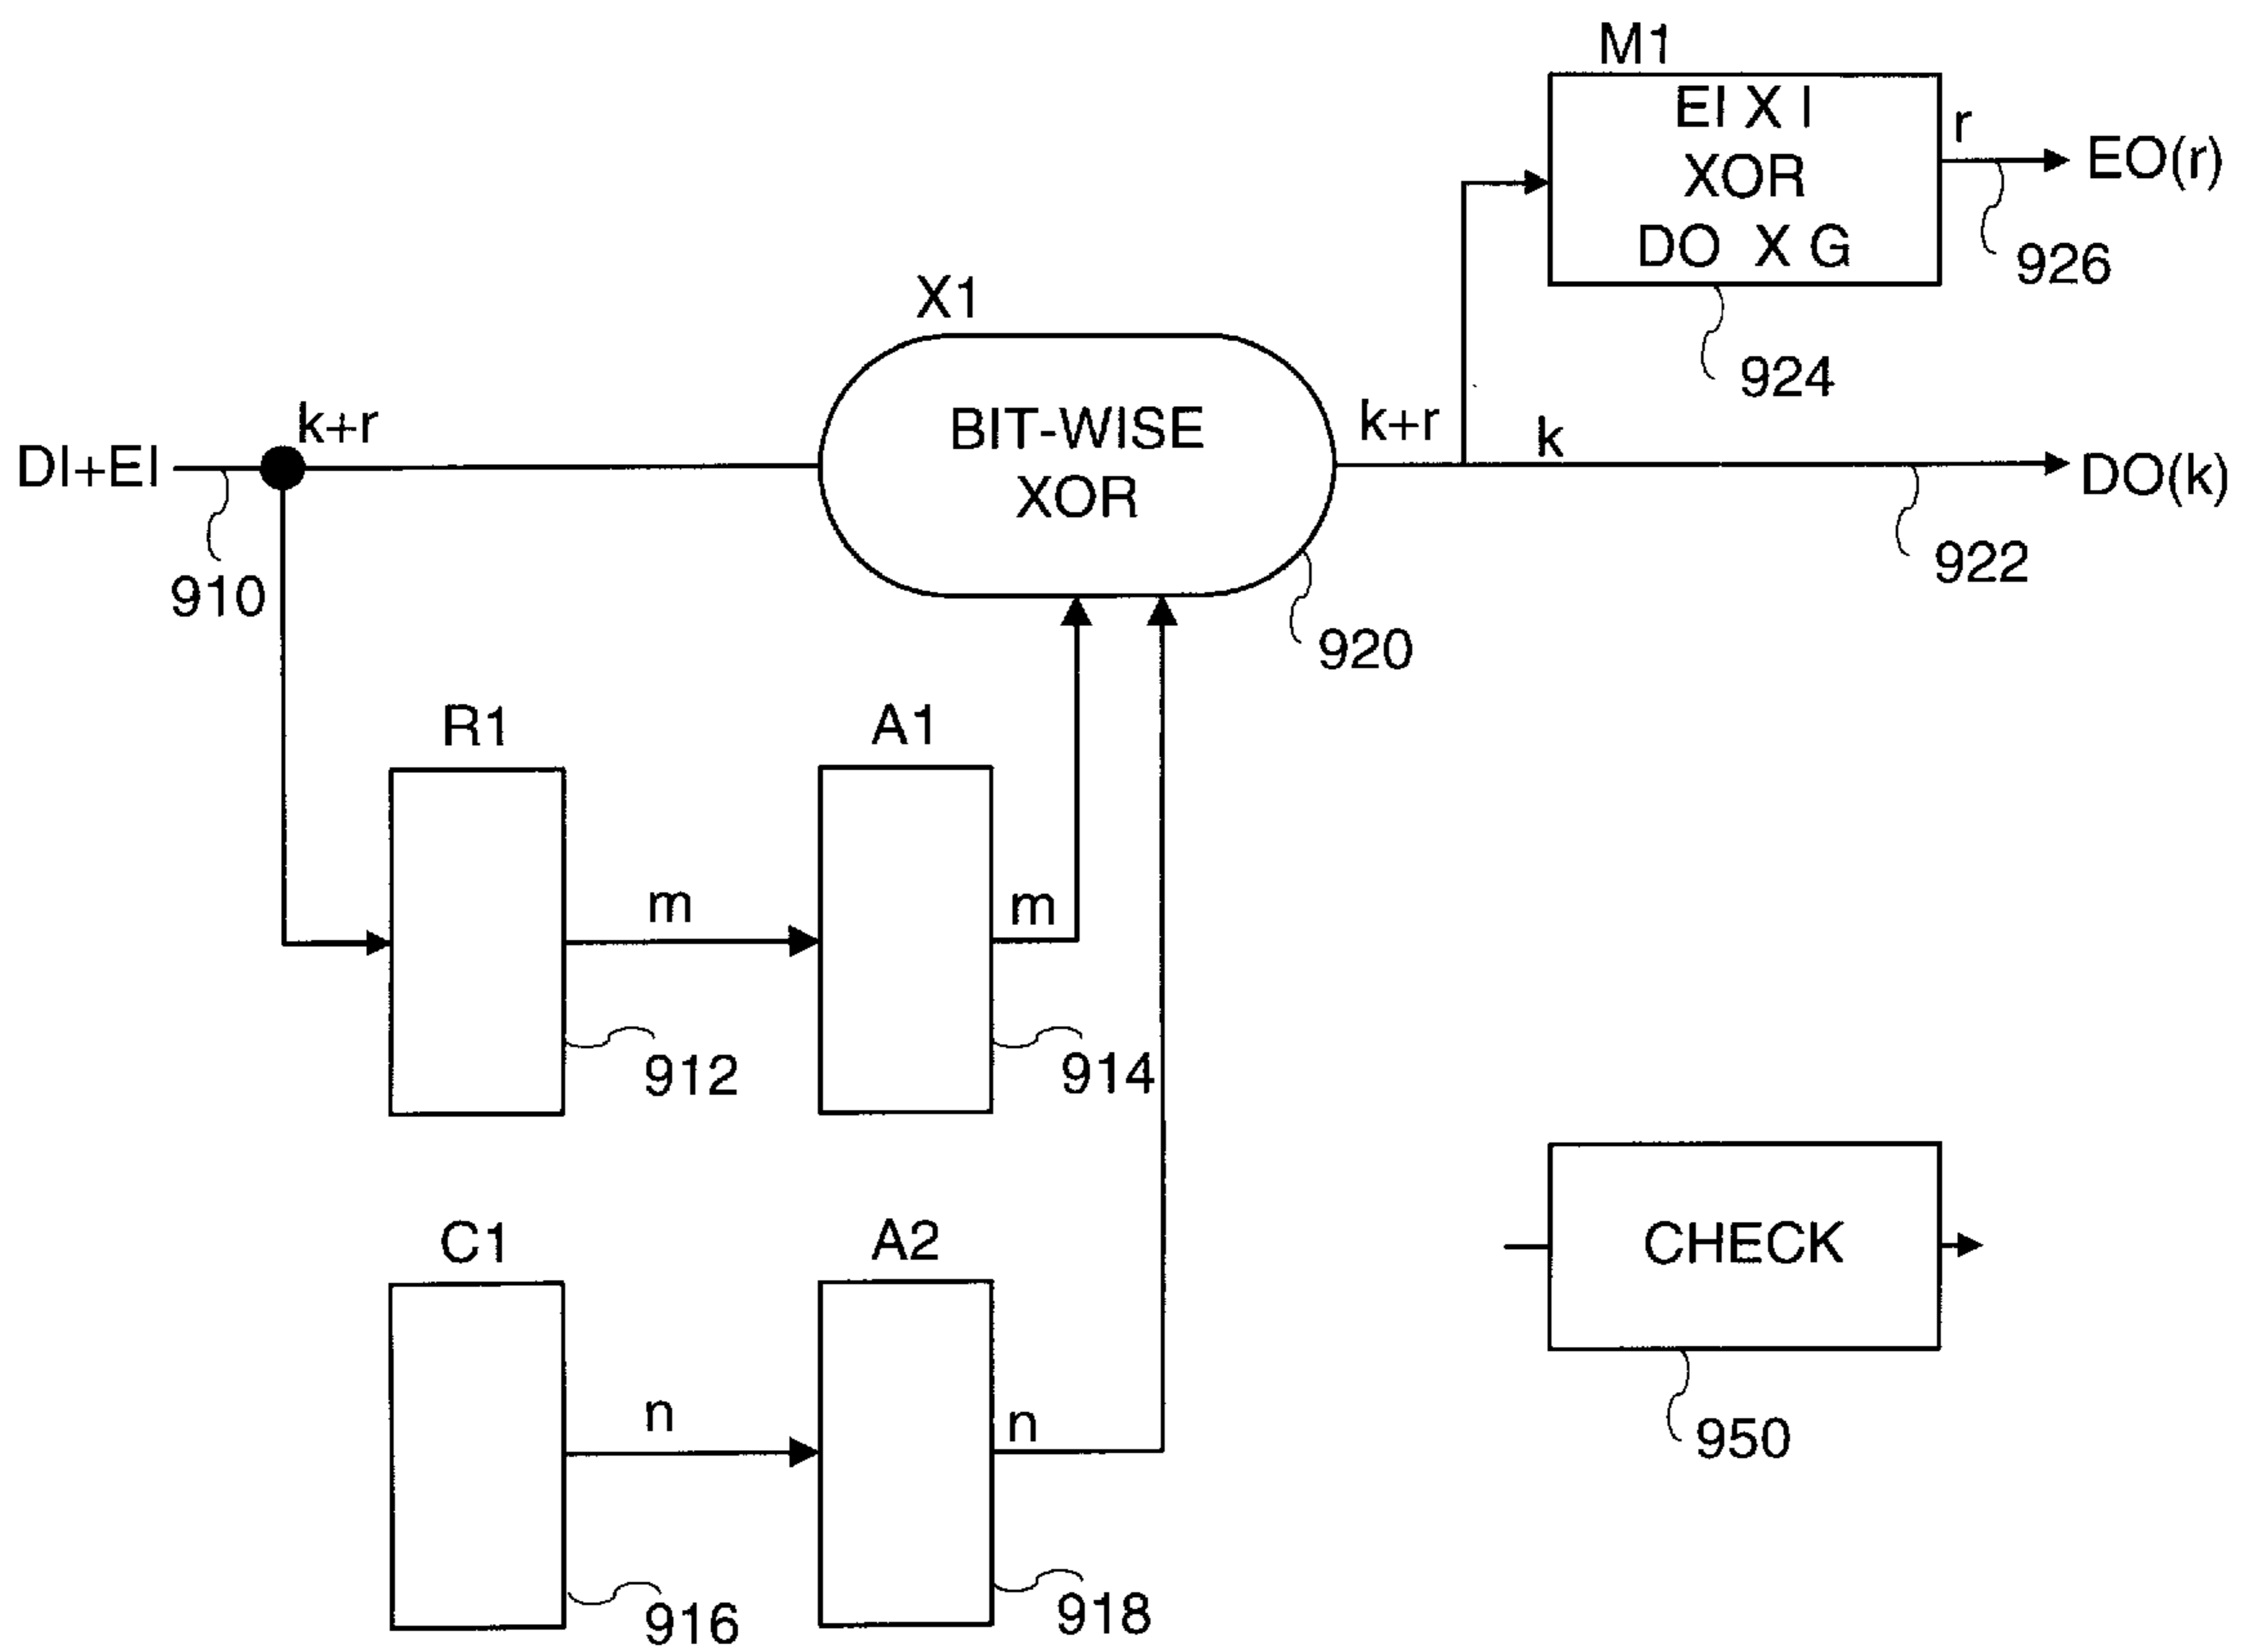 M1
EI X I
XOR
DO X G
r
EO(r)
926
924
X1
BIT-WISE
XOR
920
DI+EI
k+r
910
k+r
k
DO(k)
922
R1
912
m
A1
914
m
C1
916
n
A2
918
n
CHECK
950